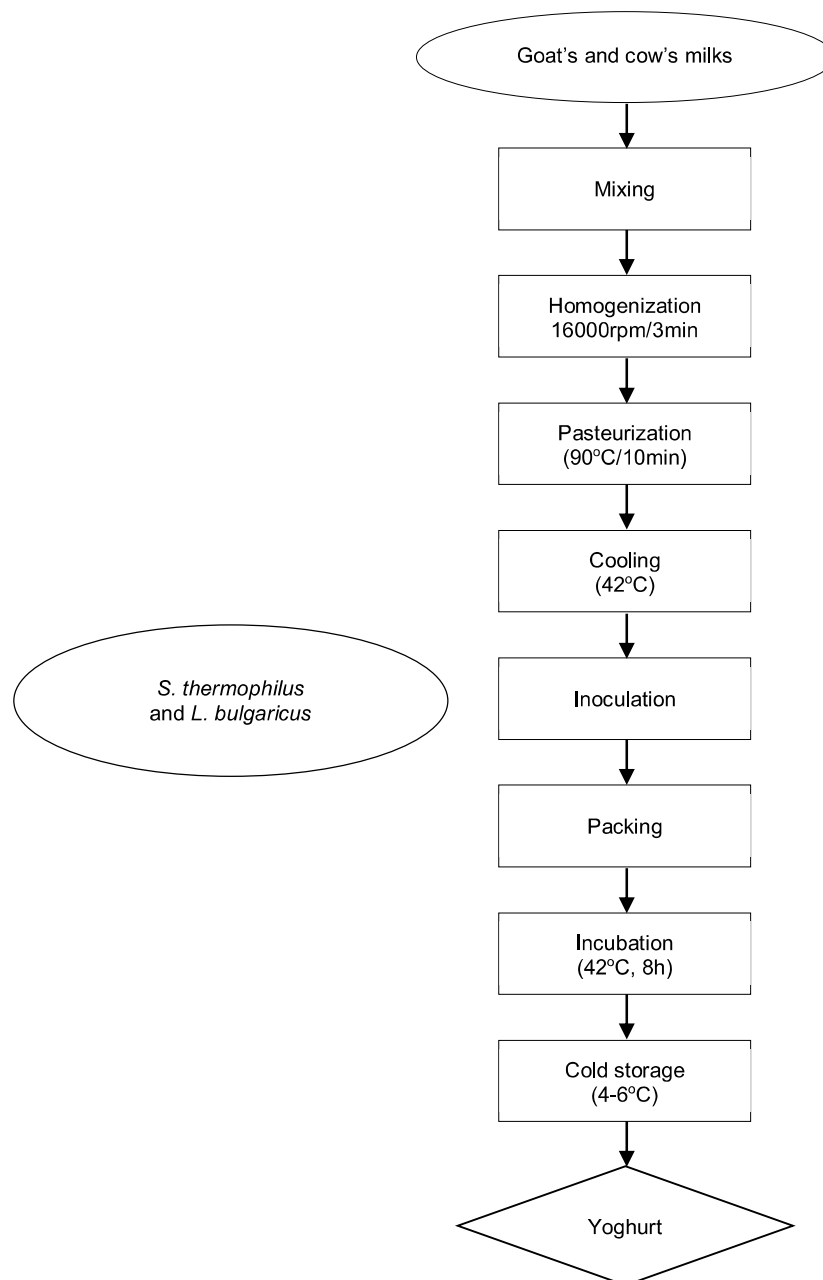 Goat's and cow's milks
Mixing
Homogenization
16000rpm/3min
Pasteurization
(90ºC/10min)
Cooling
(42ºC)
S. thermophilus
and L. bulgaricus
Inoculation
Packing
Incubation
(42ºC, 8h)
Cold storage
(4-6ºC)
Yoghurt